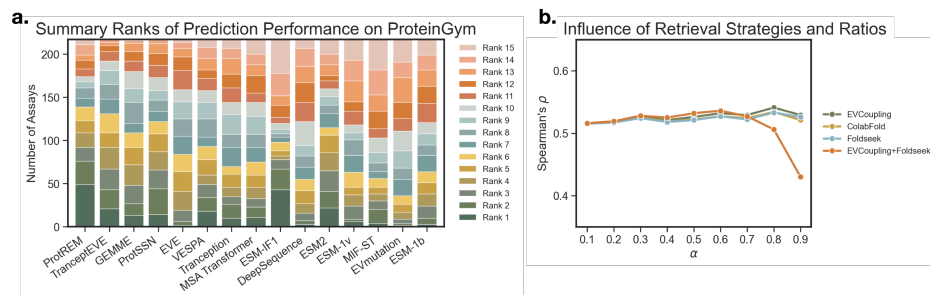 a.
Summary Ranks of Prediction Performance on ProteinGym
Number of Assays
200
150
100
50
0
ProtREM
TranceptEVE
GEMME
ProtSSN
EVE
VESPA
Tranception
MSA Transformer
ESM-IF1
DeepSequence
ESM2
ESM-1v
MIF-ST
EVmutation
ESM-1b
Rank 15
Rank 14
Rank 13
Rank 12
Rank 11
Rank 10
Rank 9
Rank 8
Rank 7
Rank 6
Rank 5
Rank 4
Rank 3
Rank 2
Rank 1
b.
Influence of Retrieval Strategies and Ratios
Spearman's ρ
0.6
0.5
0.4
0.1 0.2 0.3 0.4 0.5 0.6 0.7 0.8 0.9
α
EVCoupling
ColabFold
Foldseek
EVCoupling+Foldseek